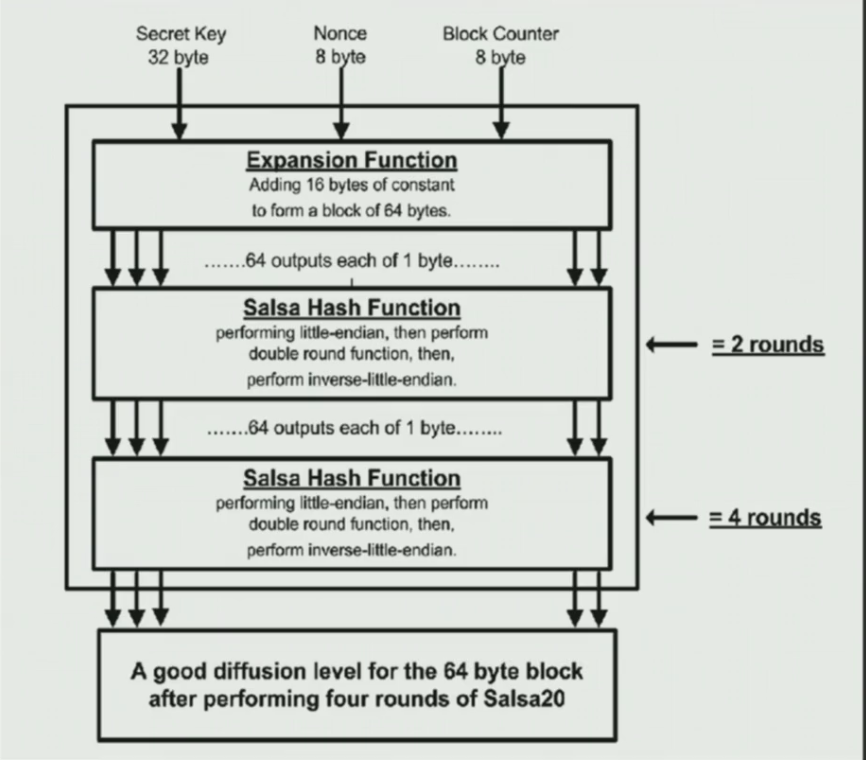 Secret Key
32 byte
Nonce
8 byte
Block Counter
8 byte
Expansion Function
Adding 16 bytes of constant
to form a block of 64 bytes.
.......64 outputs each of 1 byte........
Salsa Hash Function
performing little-endian, then perform
double round function, then,
perform inverse-little-endian.
= 2 rounds
.......64 outputs each of 1 byte........
Salsa Hash Function
performing little-endian, then perform
double round function, then,
perform inverse-little-endian.
= 4 rounds
A good diffusion level for the 64 byte block
after performing four rounds of Salsa20